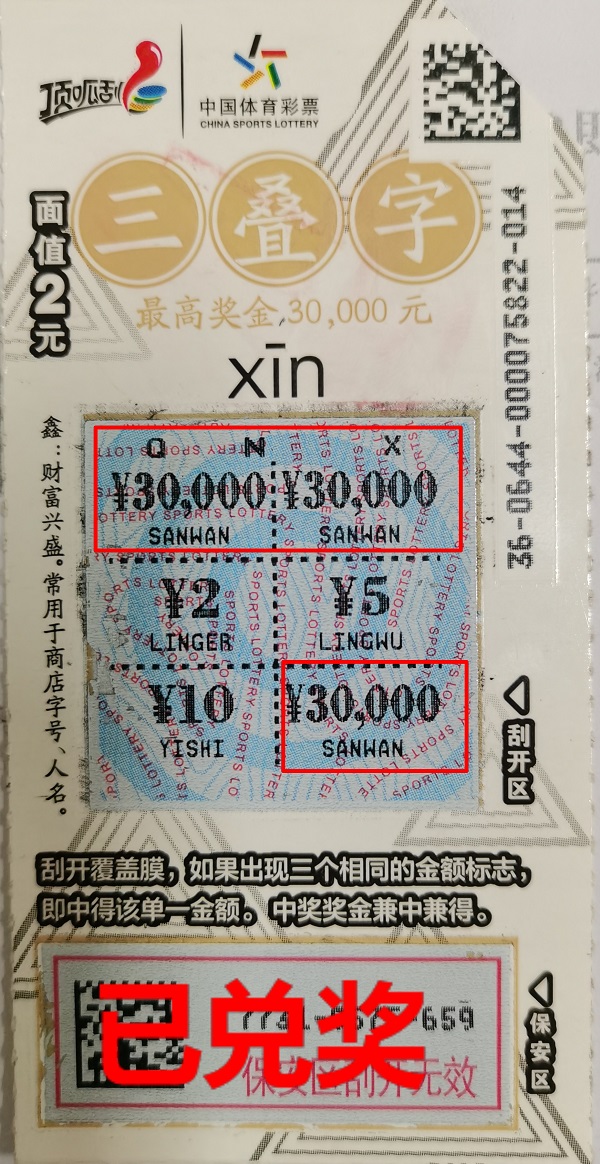 顶呱刮
中国体育彩票
CHINA SPORTS LOTTERY
三叠字
面值2元
最高奖金30,000元
xīn
36-0644-000075822-014
鑫：财富兴盛。常用于商店字号、人名。
Q N X
¥30,000 ¥30,000
SANWAN SANWAN
¥2 ¥5
LINGER LINGWU
¥10 ¥30,000
YISHI SANWAN
刮开区
刮开覆盖膜，如果出现三个相同的金额标志，
即中得该单一金额。中奖奖金兼中兼得。
保安区
已兑奖
保安区刮开无效